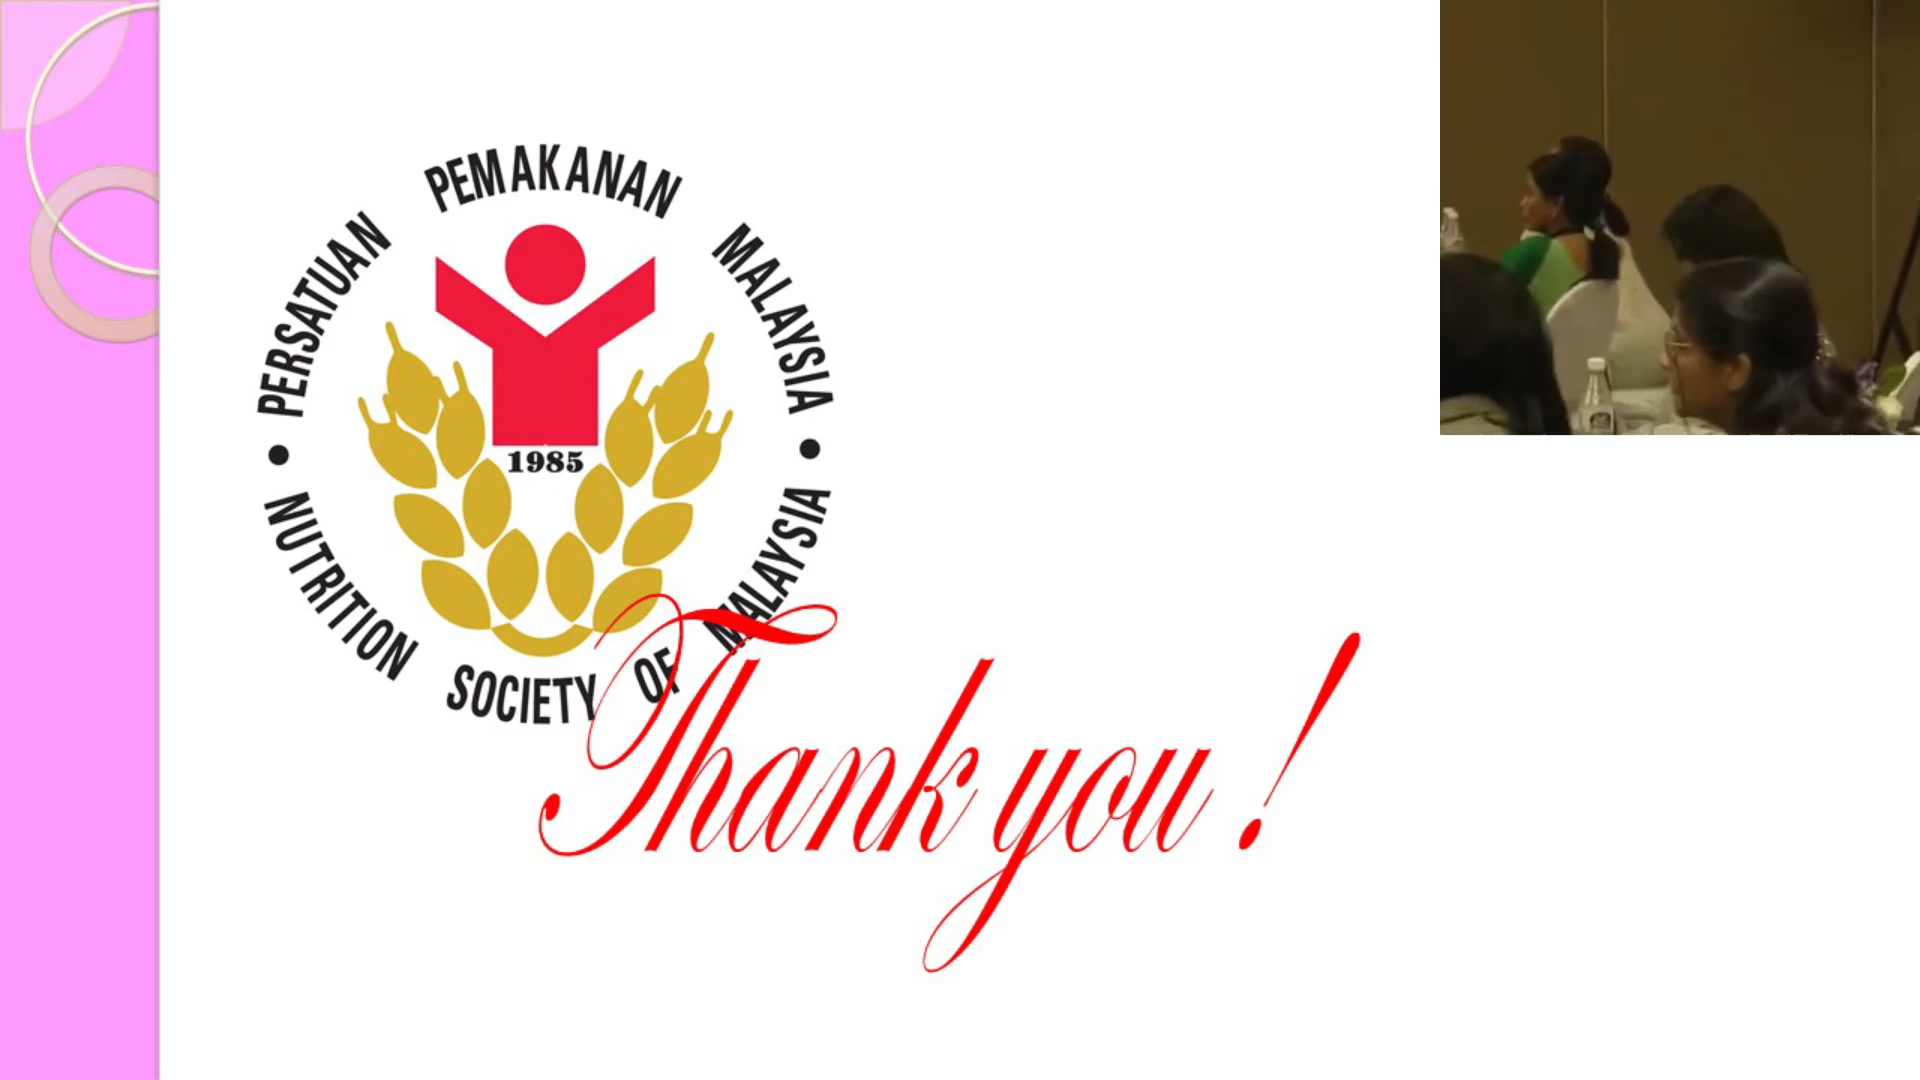 PERSATUAN PEMAKANAN MALAYSIA
1985
• NUTRITION SOCIETY OF MALAYSIA •
Thank you !